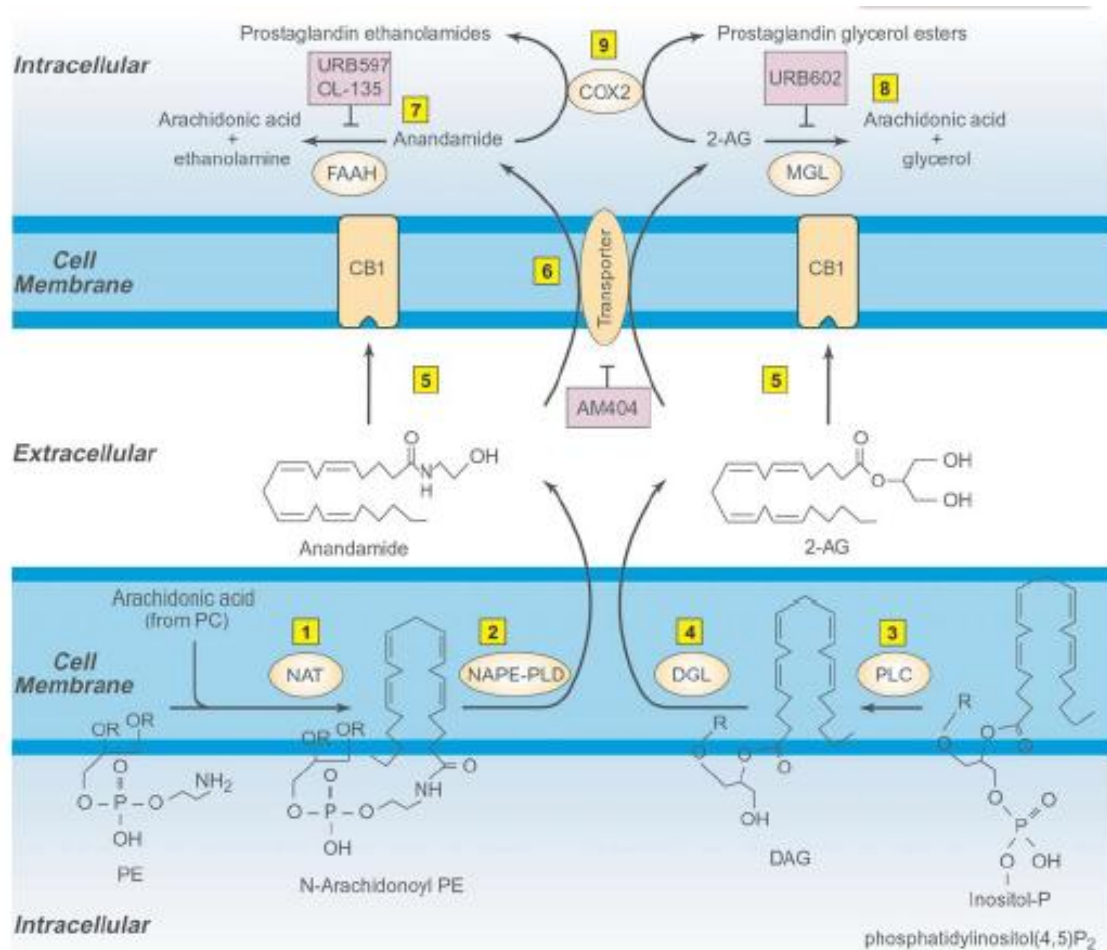 Prostaglandin ethanolamides
9
Prostaglandin glycerol esters
Intracellular
URB597
OL-135
COX2
URB602
7
8
Arachidonic acid
+
ethanolamine
Anandamide
2-AG
Arachidonic acid
+
glycerol
FAAH
MGL
Cell
Membrane
CB1
6
Transporter
CB1
5
AM404
5
Extracellular
O
OH
N
H
O
O
OH
OH
Anandamide
2-AG
Arachidonic acid
(from PC)
1
2
4
3
Cell
Membrane
NAT
NAPE-PLD
DGL
PLC
OR
OR
O
O
O–P–O
NH2
OH
PE
OR
OR
O
O
O–P–O
NH
O
OH
N-Arachidonoyl PE
R
O
O
O
OH
DAG
R
O
O
O
O
P
O
OH
O
Inositol-P
Intracellular
phosphatidylinositol(4,5)P2